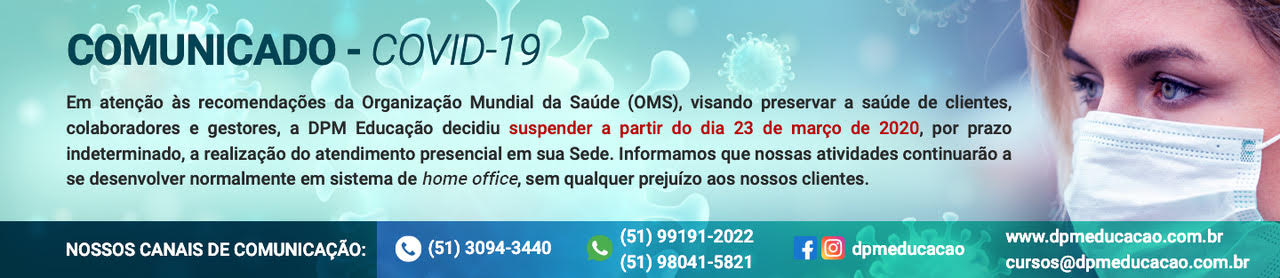 COMUNICADO - COVID-19
Em atenção às recomendações da Organização Mundial da Saúde (OMS), visando preservar a saúde de clientes,
colaboradores e gestores, a DPM Educação decidiu suspender a partir do dia 23 de março de 2020, por prazo
indeterminado, a realização do atendimento presencial em sua Sede. Informamos que nossas atividades continuarão a
se desenvolver normalmente em sistema de home office, sem qualquer prejuízo aos nossos clientes.
NOSSOS CANAIS DE COMUNICAÇÃO:
(51) 3094-3440
(51) 99191-2022
(51) 98041-5821
dpmeducacao
www.dpmeducacao.com.br
cursos@dpmeducacao.com.br